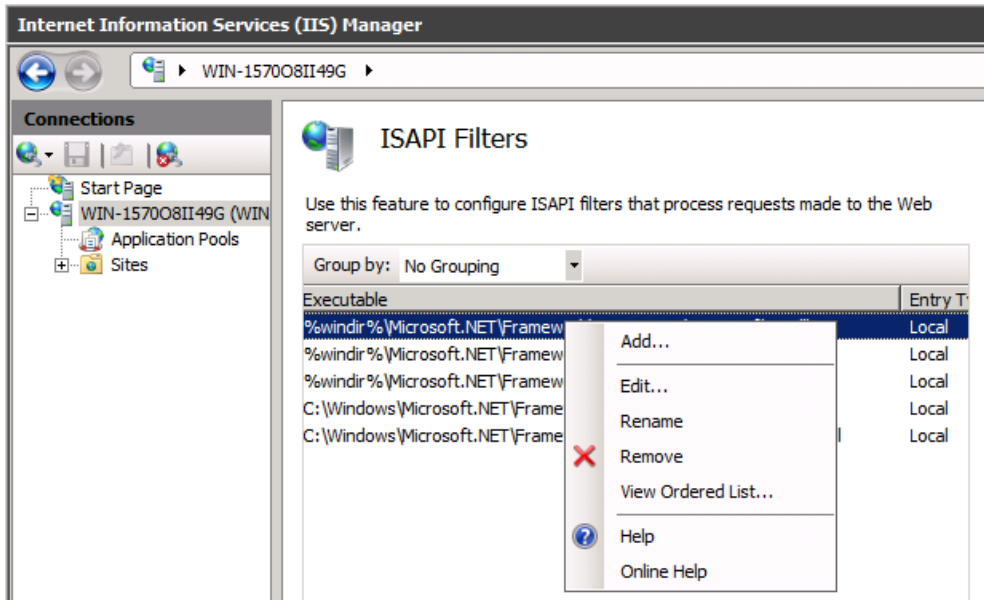 Internet Information Services (IIS) Manager
WIN-1570O8II49G
Connections
Start Page
WIN-1570O8II49G (WIN
Application Pools
Sites
ISAPI Filters
Use this feature to configure ISAPI filters that process requests made to the Web
server.
Group by: No Grouping
Executable Entry T
%windir%\Microsoft.NET\Framew Local
%windir%\Microsoft.NET\Framew Local
%windir%\Microsoft.NET\Framew Local
C:\Windows\Microsoft.NET\Frame Local
C:\Windows\Microsoft.NET\Frame Local
Add...
Edit...
Rename
Remove
View Ordered List...
Help
Online Help